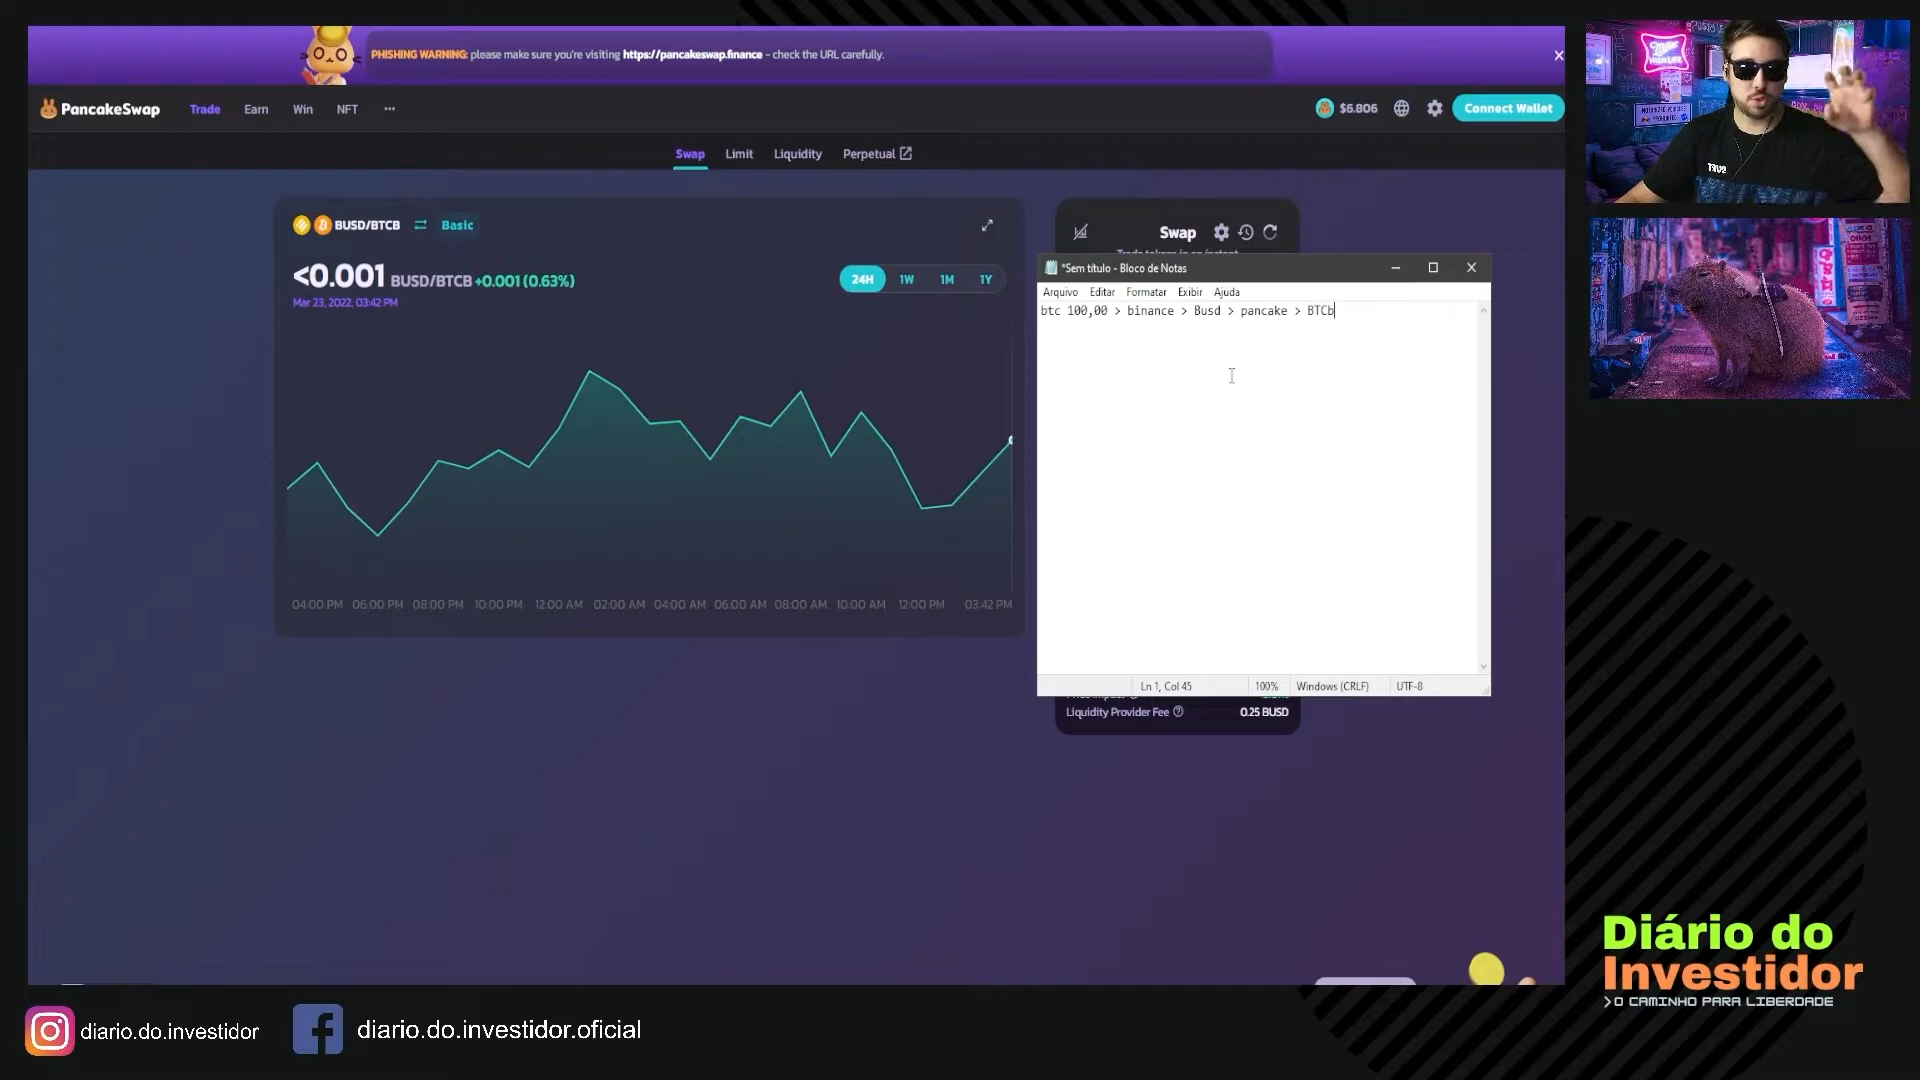 PHISHING WARNING: please make sure you're visiting https://pancakeswap.finance - check the URL carefully.
PancakeSwap Trade Earn Win NFT
$6.806 Connect Wallet
Swap Limit Liquidity Perpetual
BUSD/BTCB Basic
<0.001 BUSD/BTCB +0.001 (0.63%)
Mar 23, 2022, 03:42 PM
24H 1W 1M 1Y
04:00 PM 06:00 PM 08:00 PM 10:00 PM 12:00 AM 02:00 AM 04:00 AM 06:00 AM 08:00 AM 10:00 AM 12:00 PM 03:42 PM
Swap
*Sem título - Bloco de Notas
Arquivo Editar Formatar Exibir Ajuda
btc 100,00 > binance > Busd > pancake > BTCb
Ln 1, Col 45 100% Windows (CRLF) UTF-8
Liquidity Provider Fee 0.25 BUSD
Diário do
Investidor
>O CAMINHO PARA LIBERDADE
diario.do.investidor
diario.do.investidor.oficial